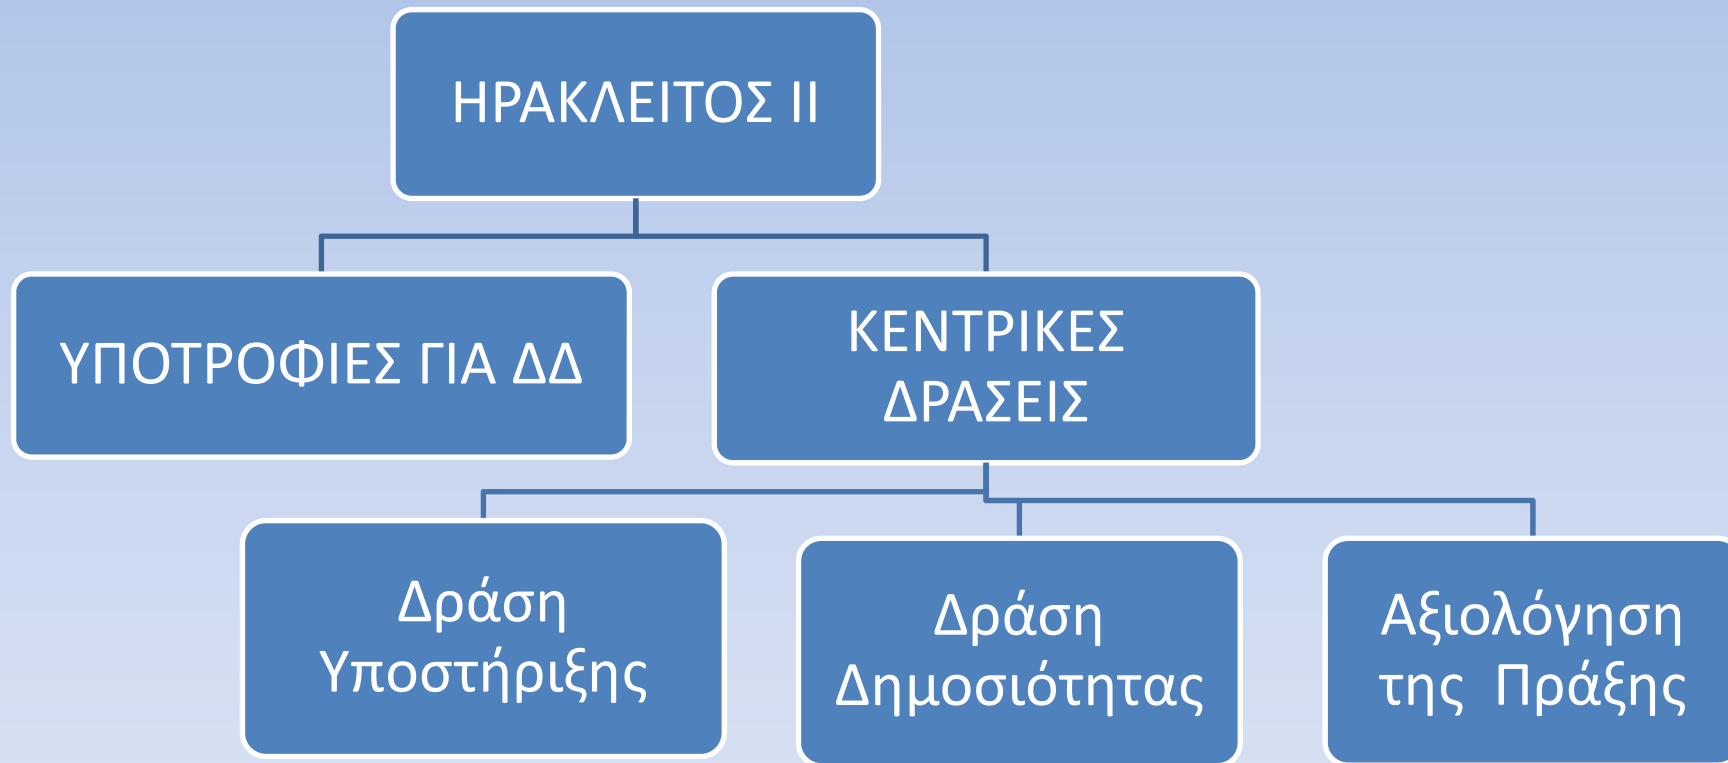 ΗΡΑΚΛΕΙΤΟΣ ΙΙ
ΥΠΟΤΡΟΦΙΕΣ ΓΙΑ ΔΔ
ΚΕΝΤΡΙΚΕΣ
ΔΡΑΣΕΙΣ
Δράση
Υποστήριξης
Δράση
Δημοσιότητας
Αξιολόγηση
της Πράξης